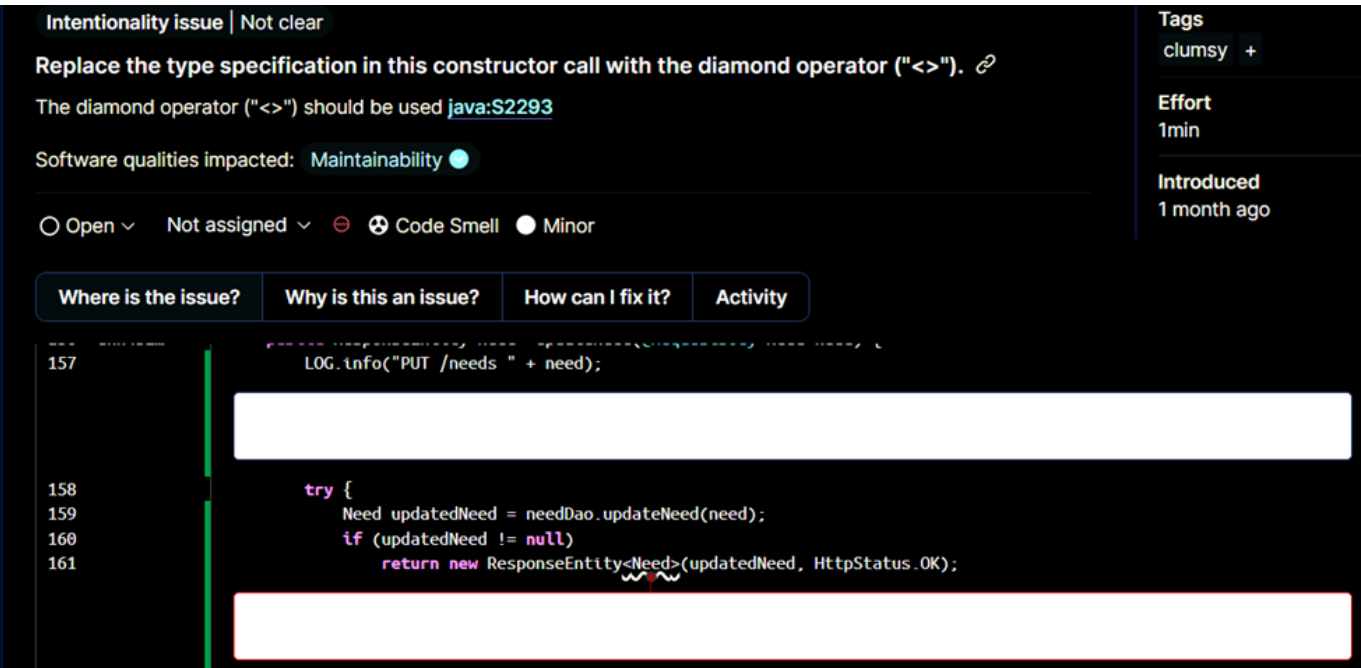 Intentionality issue | Not clear
Replace the type specification in this constructor call with the diamond operator ("<>").
The diamond operator ("<>") should be used java:S2293
Software qualities impacted: Maintainability
Open Not assigned Code Smell Minor
Tags
clumsy +
Effort
1min
Introduced
1 month ago
Where is the issue? Why is this an issue? How can I fix it? Activity
157 LOG.info("PUT /needs " + need);
158 try {
159 Need updatedNeed = needDao.updateNeed(need);
160 if (updatedNeed != null)
161 return new ResponseEntity<Need>(updatedNeed, HttpStatus.OK);